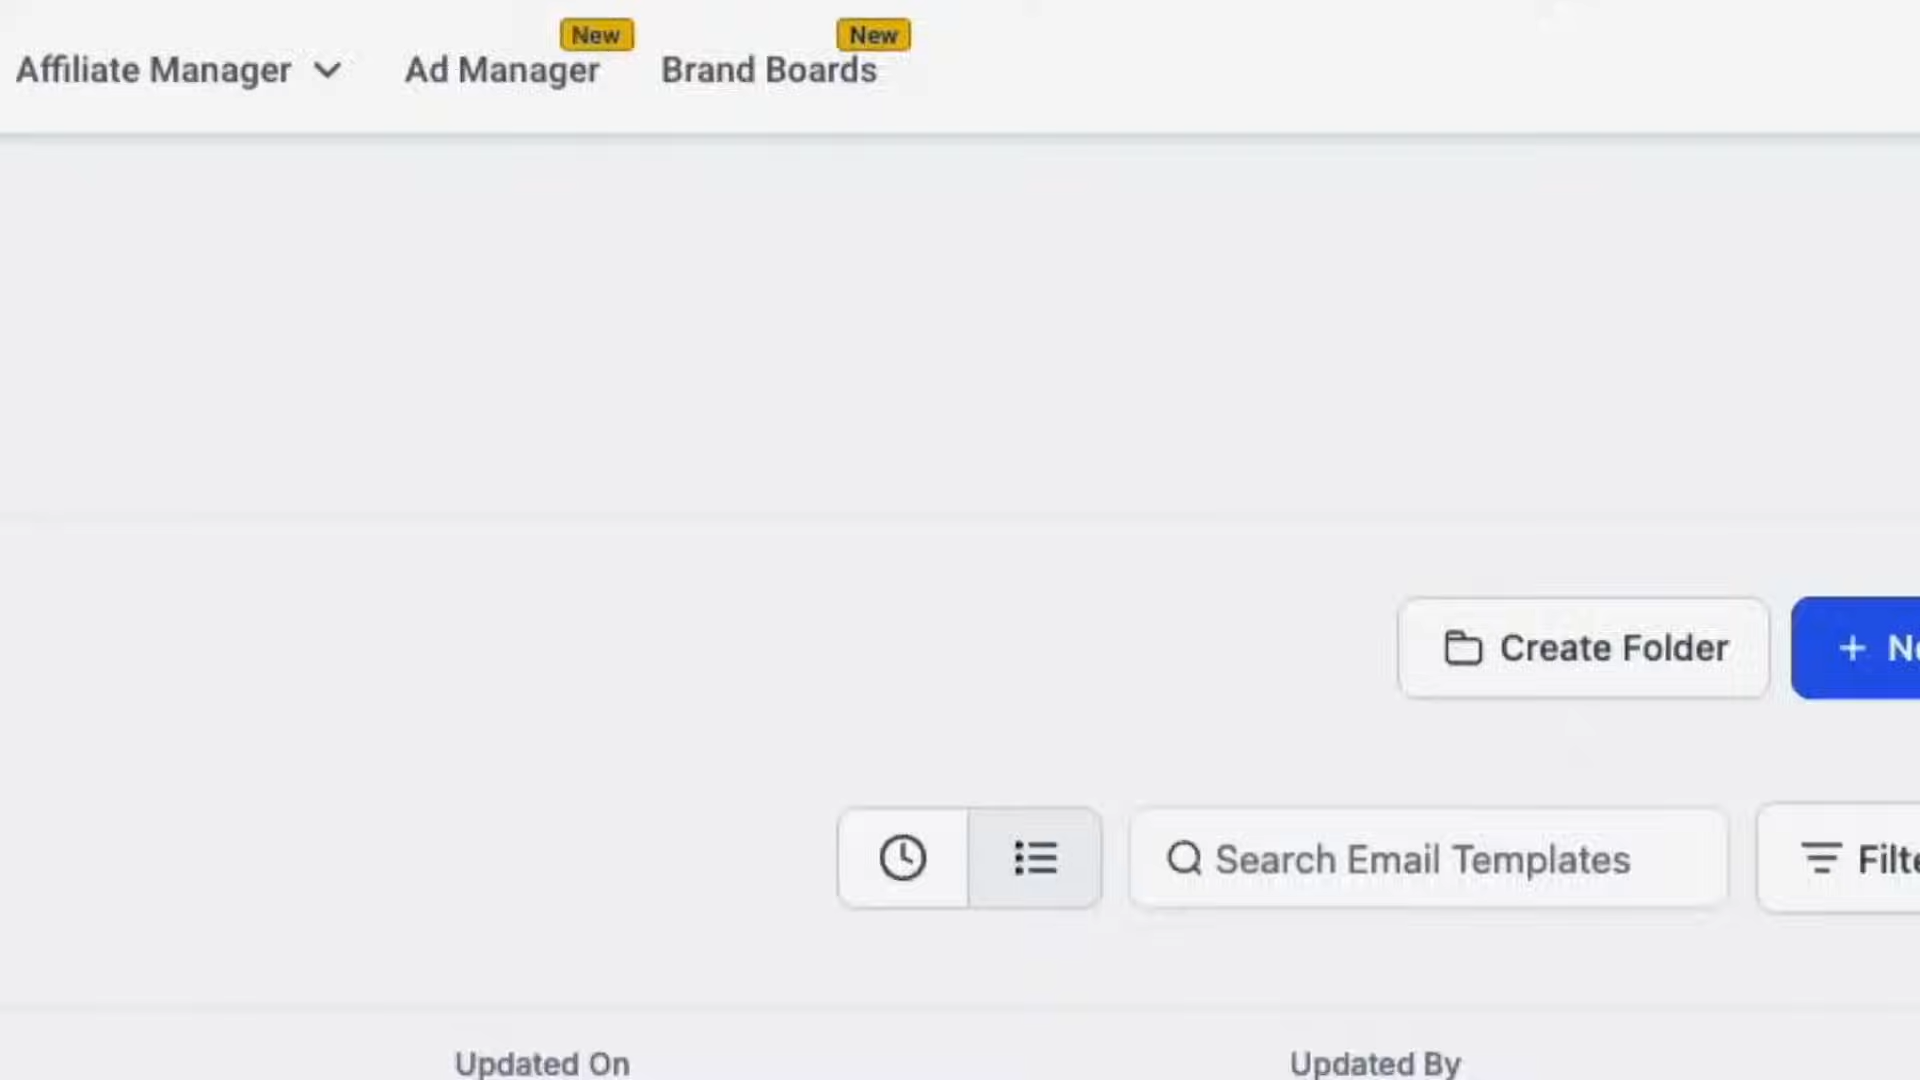 New New
Affiliate Manager Ad Manager Brand Boards
Create Folder +
Search Email Templates
Updated On Updated By